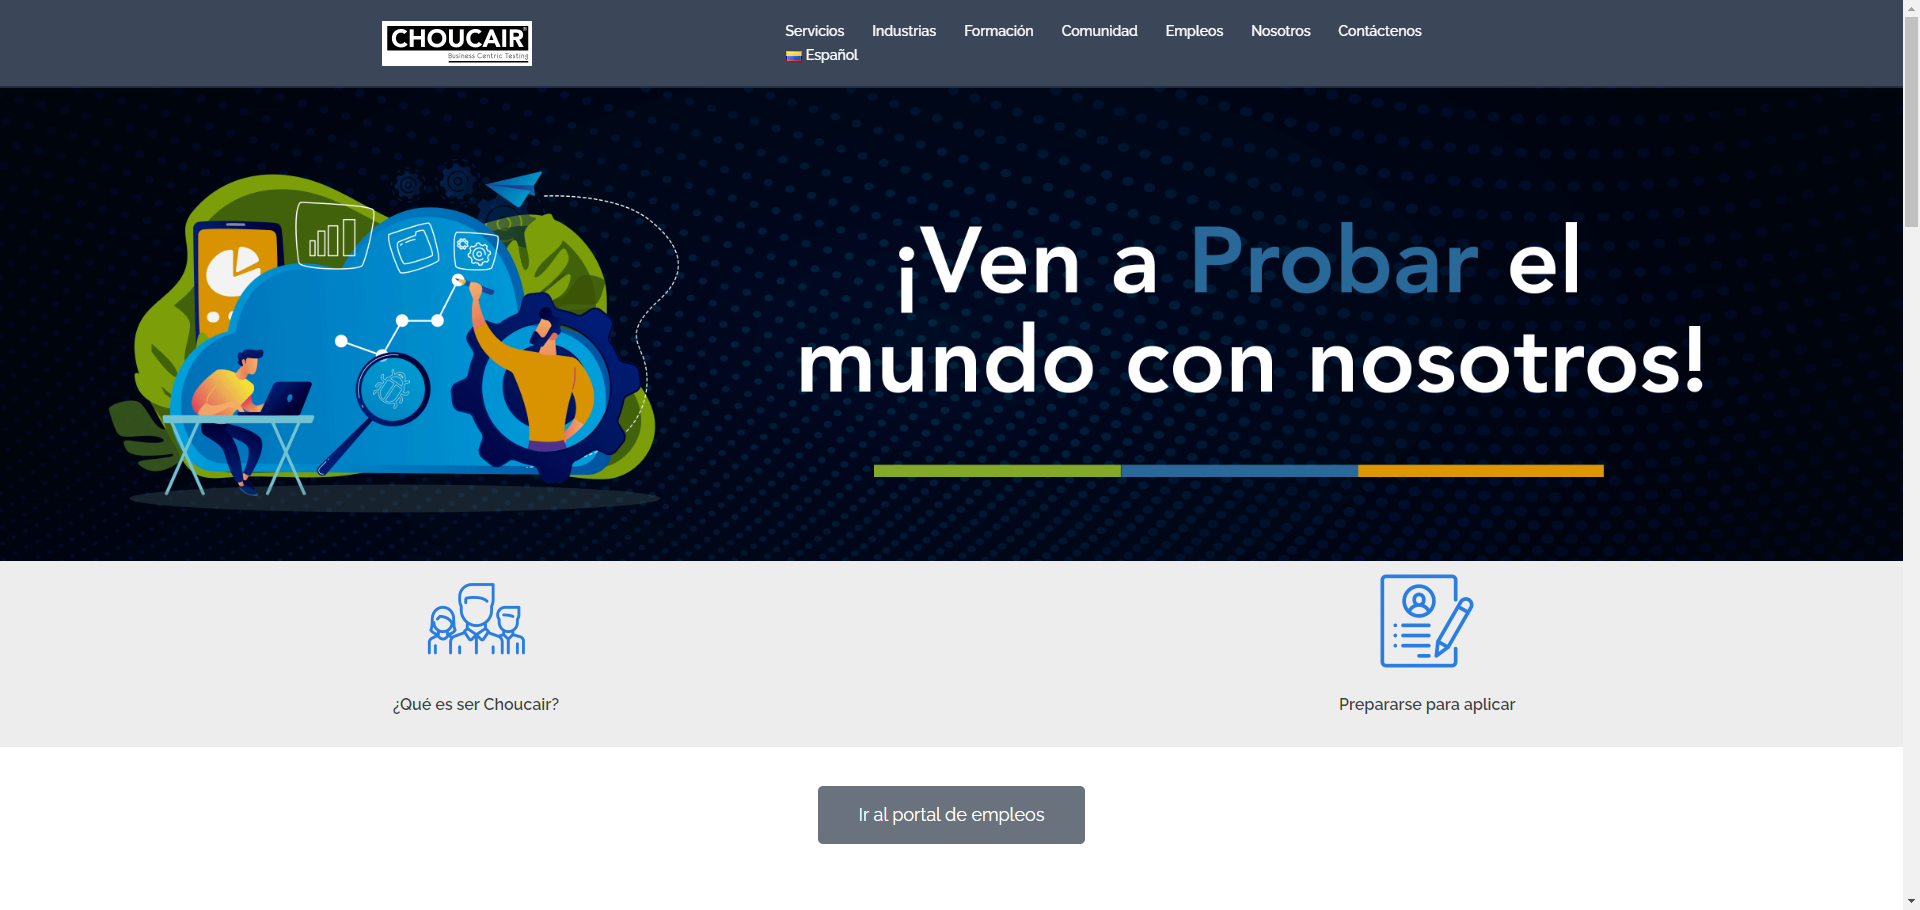 CHOUCAIR
Business Centric Testing
Servicios Industrias Formación Comunidad Empleos Nosotros Contáctenos
Español
¡Ven a Probar el
mundo con nosotros!
¿Qué es ser Choucair?
Prepararse para aplicar
Ir al portal de empleos